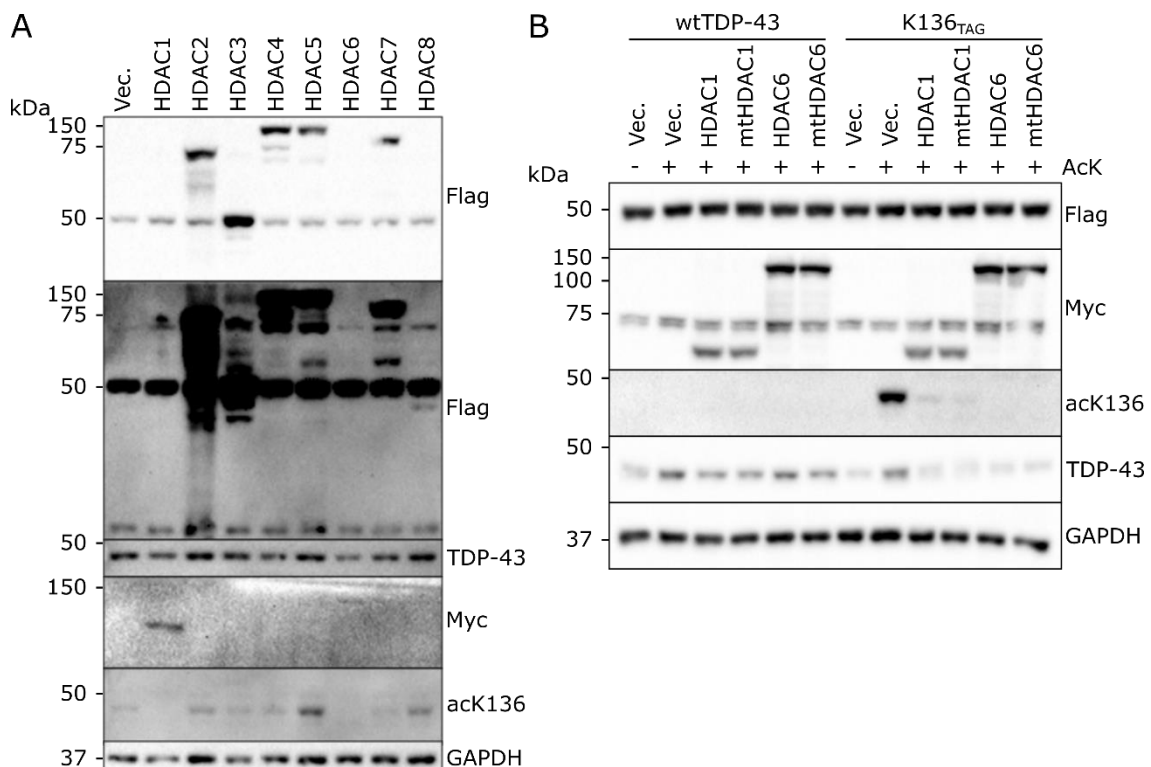 A
kDa
Vec.
HDAC1
HDAC2
HDAC3
HDAC4
HDAC5
HDAC6
HDAC7
HDAC8
150
75
50
Flag
150
75
50
Flag
50
TDP-43
150
Myc
50
acK136
37
GAPDH
B
wtTDP-43 K136TAG
Vec.
Vec.
HDAC1
mtHDAC1
HDAC6
mtHDAC6
Vec.
Vec.
HDAC1
mtHDAC1
HDAC6
mtHDAC6
- + + + + + - + + + + + AcK
kDa
50
Flag
150
100
75
Myc
50
acK136
50
TDP-43
37
GAPDH